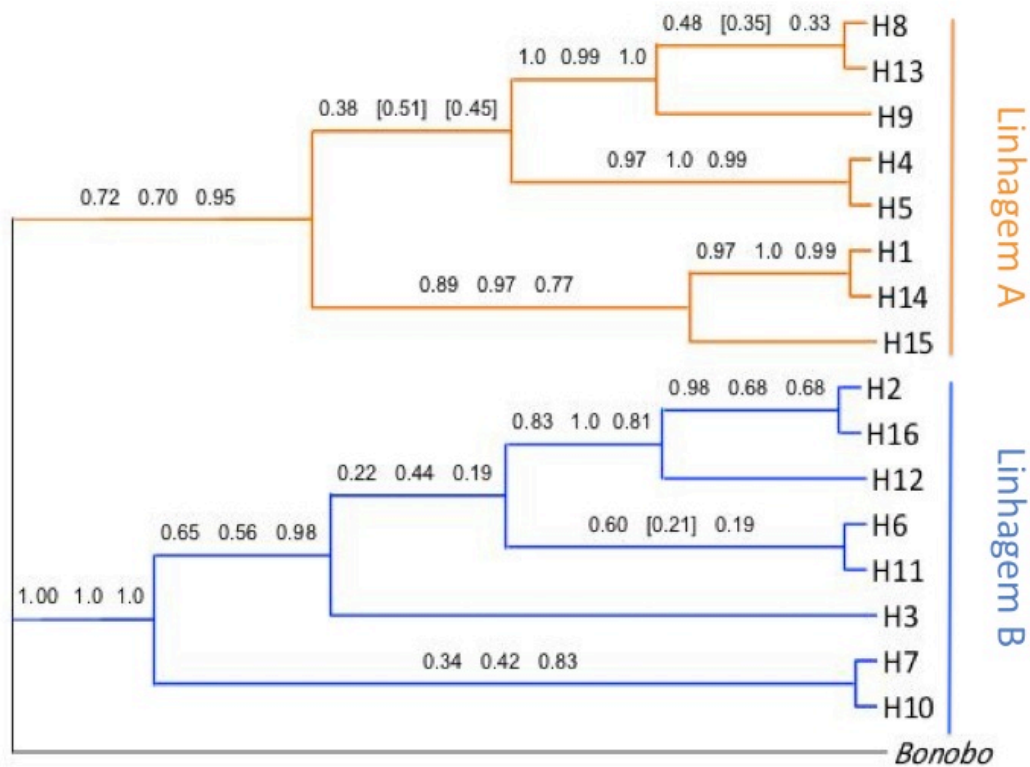 0.48 [0.35] 0.33
H8
1.0 0.99 1.0
H13
0.38 [0.51] [0.45]
H9
0.97 1.0 0.99
H4
0.72 0.70 0.95
H5
0.97 1.0 0.99
H1
0.89 0.97 0.77
H14
H15
Linhagem A
0.98 0.68 0.68
H2
0.83 1.0 0.81
H16
0.22 0.44 0.19
H12
0.60 [0.21] 0.19
H6
0.65 0.56 0.98
H11
1.00 1.0 1.0
H3
0.34 0.42 0.83
H7
H10
Linhagem B
Bonobo